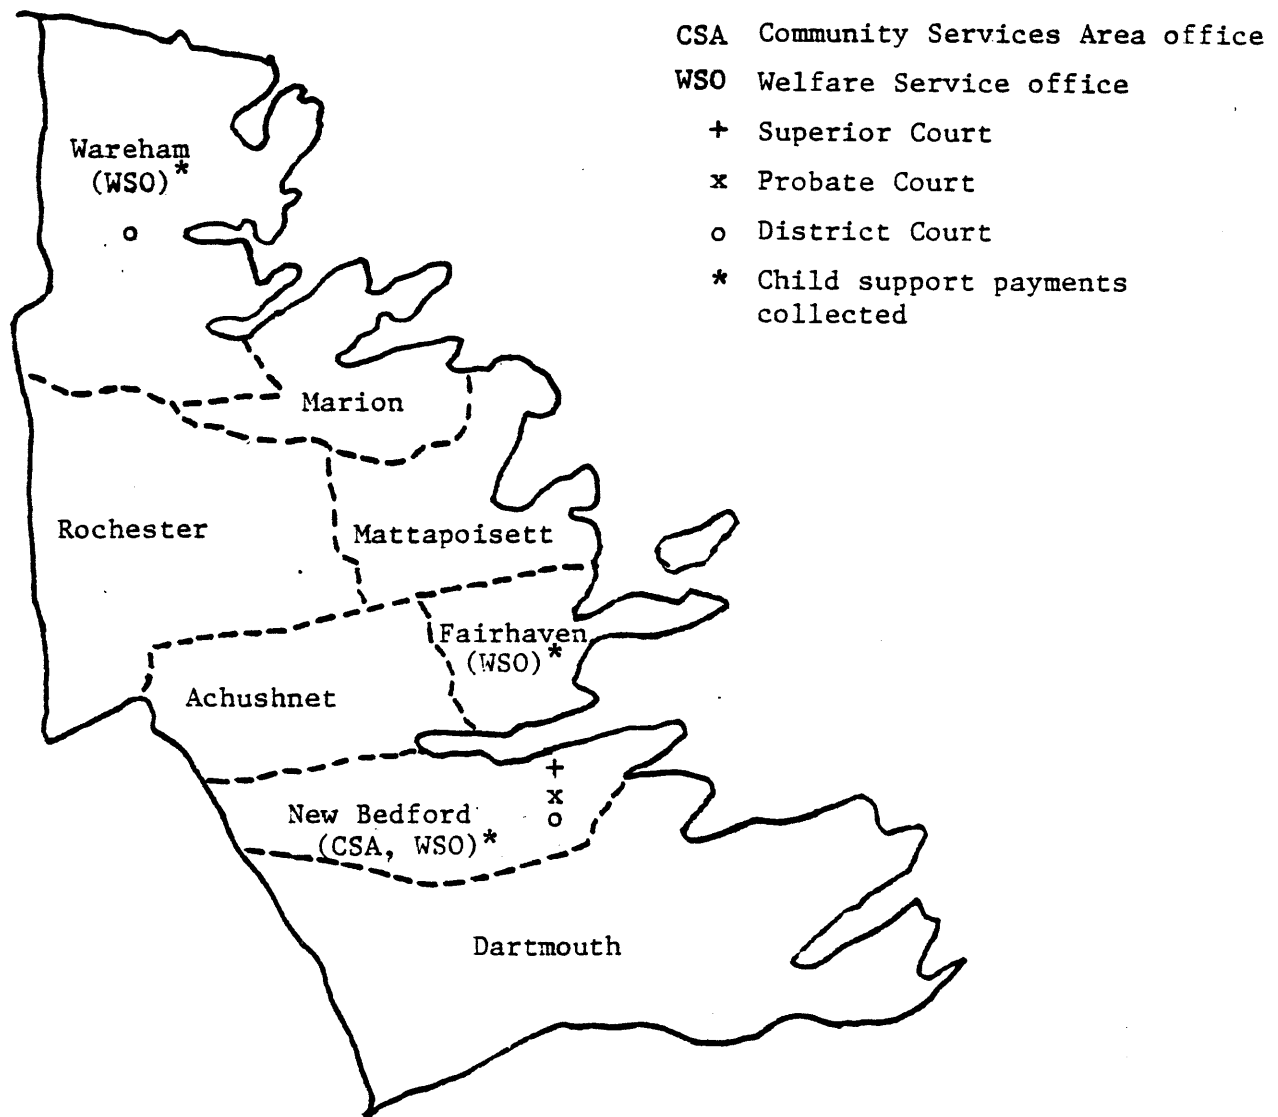 CSA Community Services Area office
WSO Welfare Service office
+ Superior Court
x Probate Court
o District Court
* Child support payments
collected
Wareham
(WSO)*
o
Marion
Rochester
Mattapoisett
Fairhaven
(WSO)*
Achushnet
+
x
o
New Bedford
(CSA, WSO)*
Dartmouth